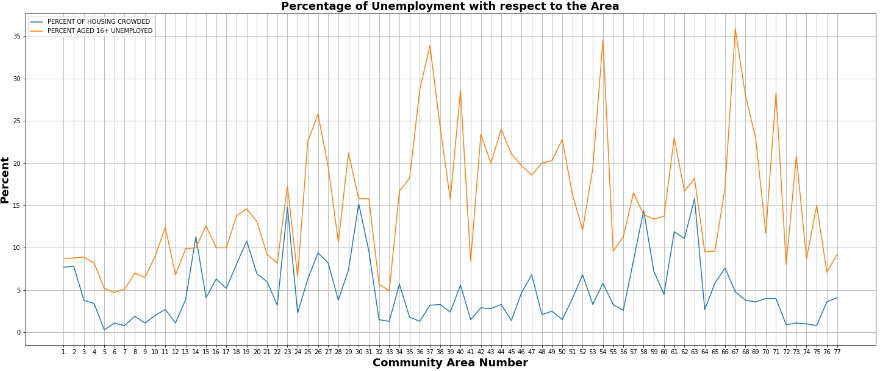 Percentage of Unemployment with respect to the Area
PERCENT OF HOUSING CROWDED
PERCENT AGED 16+ UNEMPLOYED
35
30
25
20
15
10
5
0
Percent
1 2 3 4 5 6 7 8 9 10 11 12 13 14 15 16 17 18 19 20 21 22 23 24 25 26 27 28 29 30 31 32 33 34 35 36 37 38 39 40 41 42 43 44 45 46 47 48 49 50 51 52 53 54 55 56 57 58 59 60 61 62 63 64 65 66 67 68 69 70 71 72 73 74 75 76 77
Community Area Number